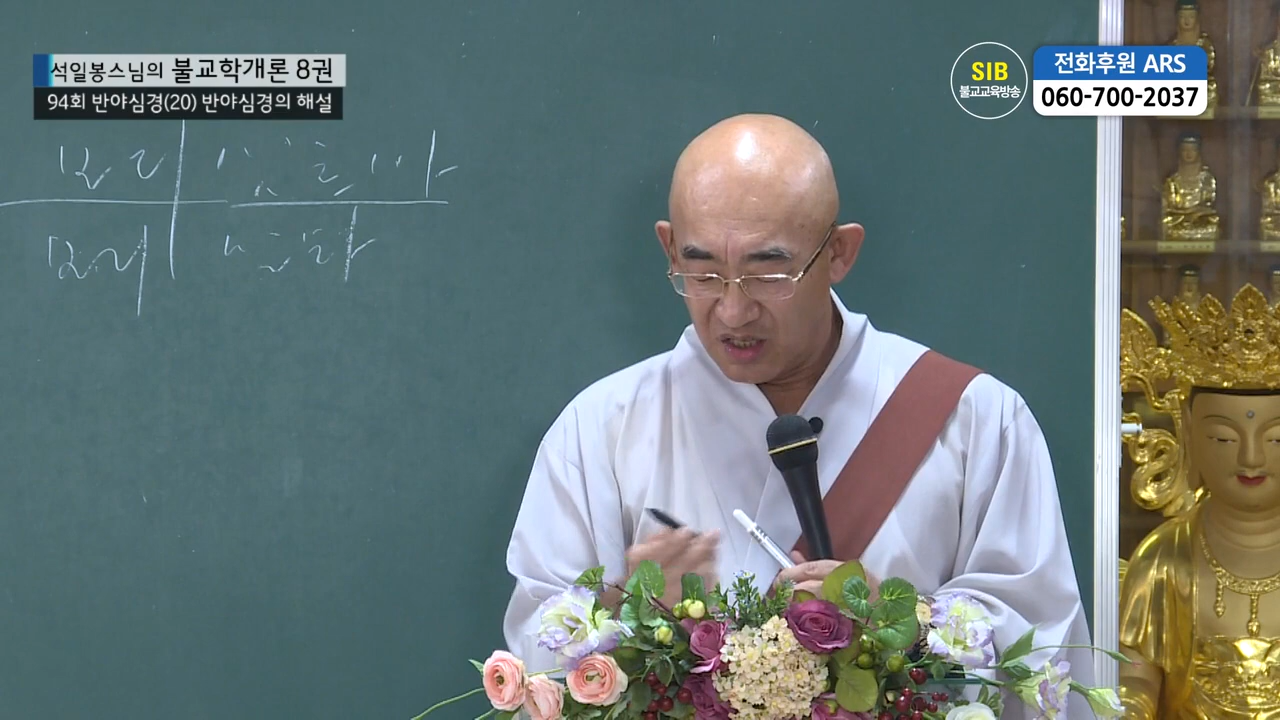 석일봉스님의 불교학개론 8권
94회 반야심경(20) 반야심경의 해설
SIB
불교교육방송
전화후원 ARS
060-700-2037